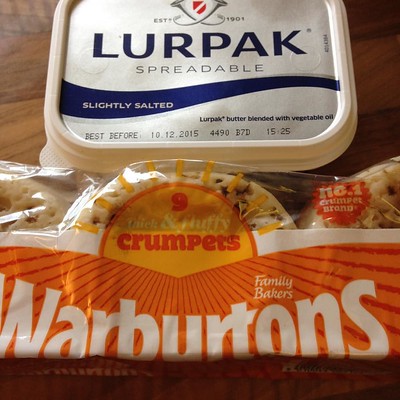 EST 1901
LURPAK®
SPREADABLE
SLIGHTLY SALTED
Lurpak® butter blended with vegetable oil
BEST BEFORE: 10.12.2015 4490 B7D 15:25
9
thick & fluffy
crumpets
no.1
crumpet
brand
Family
Bakers
Warburtons